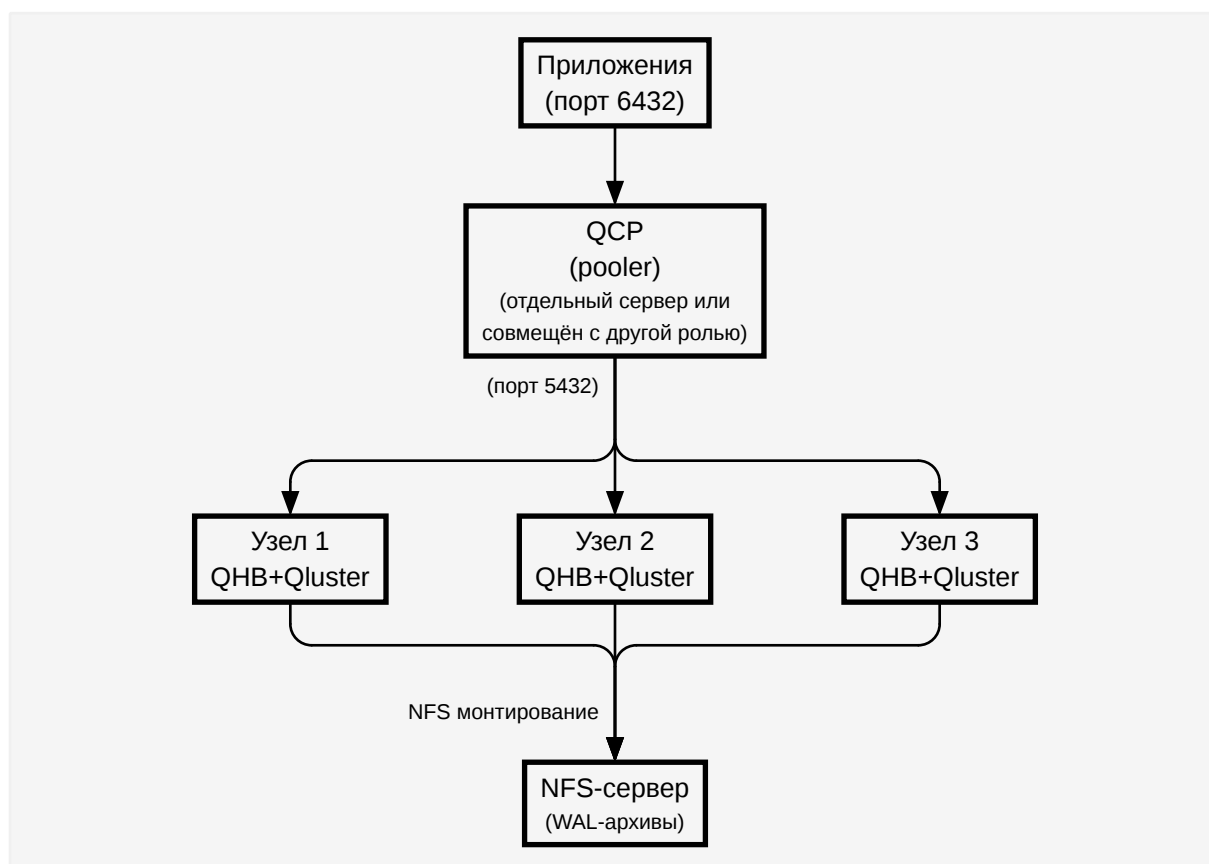 Приложения
(порт 6432)
QCP
(pooler)
(отдельный сервер или
совмещён с другой ролью)
(порт 5432)
Узел 1
QHB+Qluster
Узел 2
QHB+Qluster
Узел 3
QHB+Qluster
NFS монтирование
NFS-сервер
(WAL-архивы)